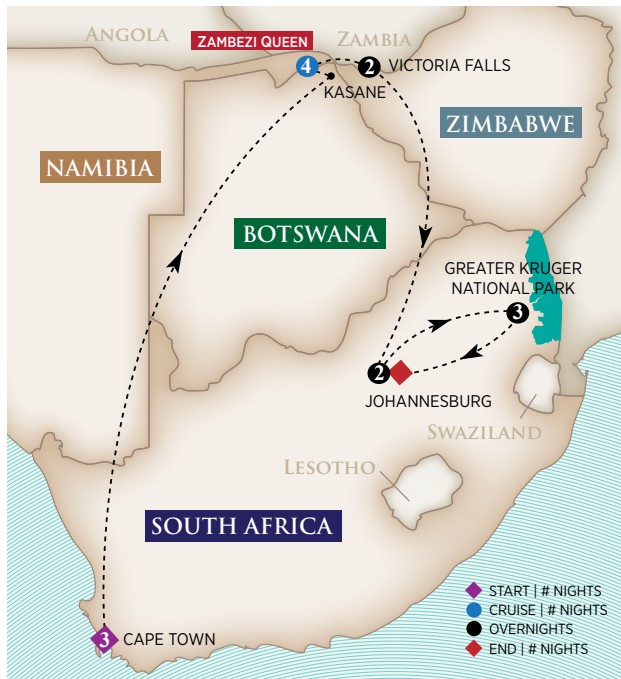 ANGOLA
ZAMBEZI QUEEN
ZAMBIA
4
2
VICTORIA FALLS
KASANE
ZIMBABWE
NAMIBIA
BOTSWANA
GREATER KRUGER
NATIONAL PARK
3
2
JOHANNESBURG
SWAZILAND
LESOTHO
SOUTH AFRICA
START | # NIGHTS
CRUISE | # NIGHTS
OVERNIGHTS
END | # NIGHTS
3
CAPE TOWN